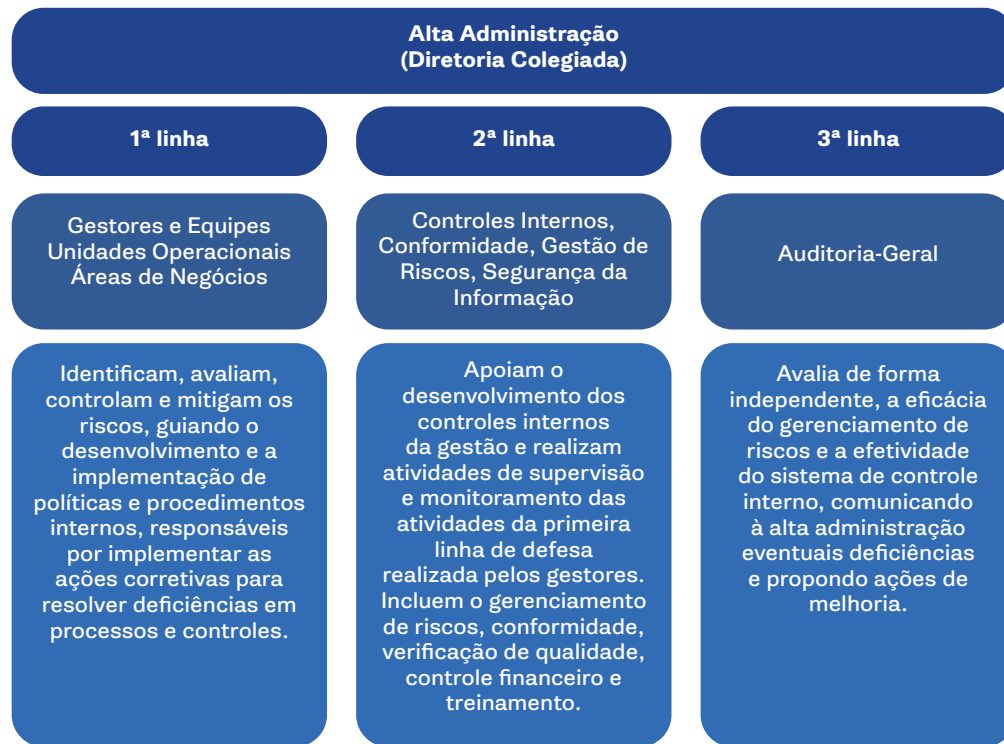 Alta Administração
(Diretoria Colegiada)
1ª linha
2ª linha
3ª linha
Gestores e Equipes
Unidades Operacionais
Áreas de Negócios
Controles Internos,
Conformidade, Gestão de
Riscos, Segurança da
Informação
Auditoria-Geral
Identificam, avaliam,
controlam e mitigam os
riscos, guiando o
desenvolvimento e a
implementação de
políticas e procedimentos
internos, responsáveis
por implementar as
ações corretivas para
resolver deficiências em
processos e controles.
Apoiam o
desenvolvimento dos
controles internos
da gestão e realizam
atividades de supervisão
e monitoramento das
atividades da primeira
linha de defesa
realizada pelos gestores.
Incluem o gerenciamento
de riscos, conformidade,
verificação de qualidade,
controle financeiro e
treinamento.
Avalia de forma
independente, a eficácia
do gerenciamento de
riscos e a efetividade
do sistema de controle
interno, comunicando
à alta administração
eventuais deficiências
e propondo ações de
melhoria.